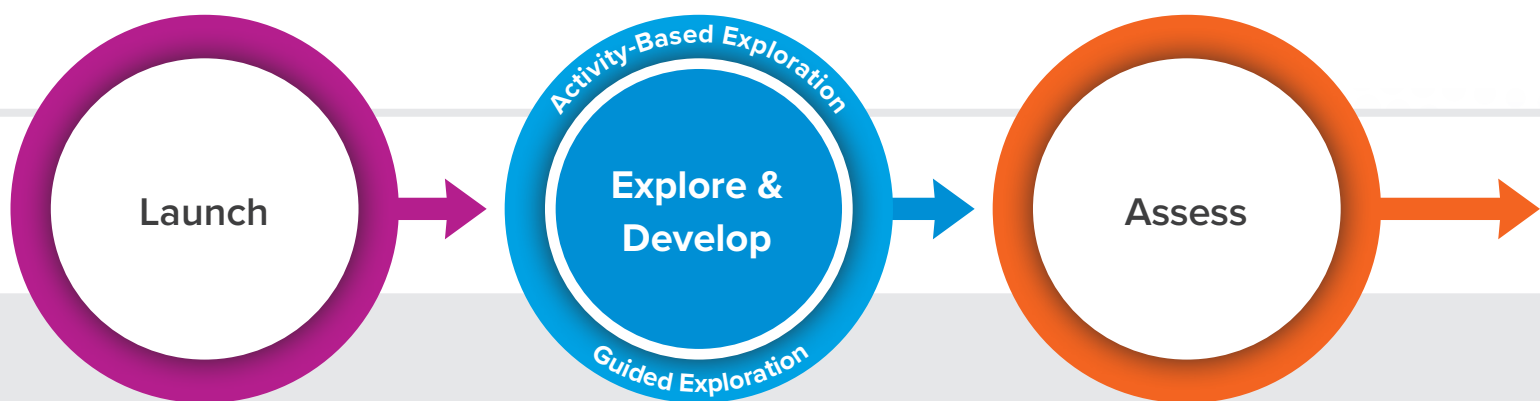 Launch
Activity-Based Exploration
Explore &
Develop
Guided Exploration
Assess